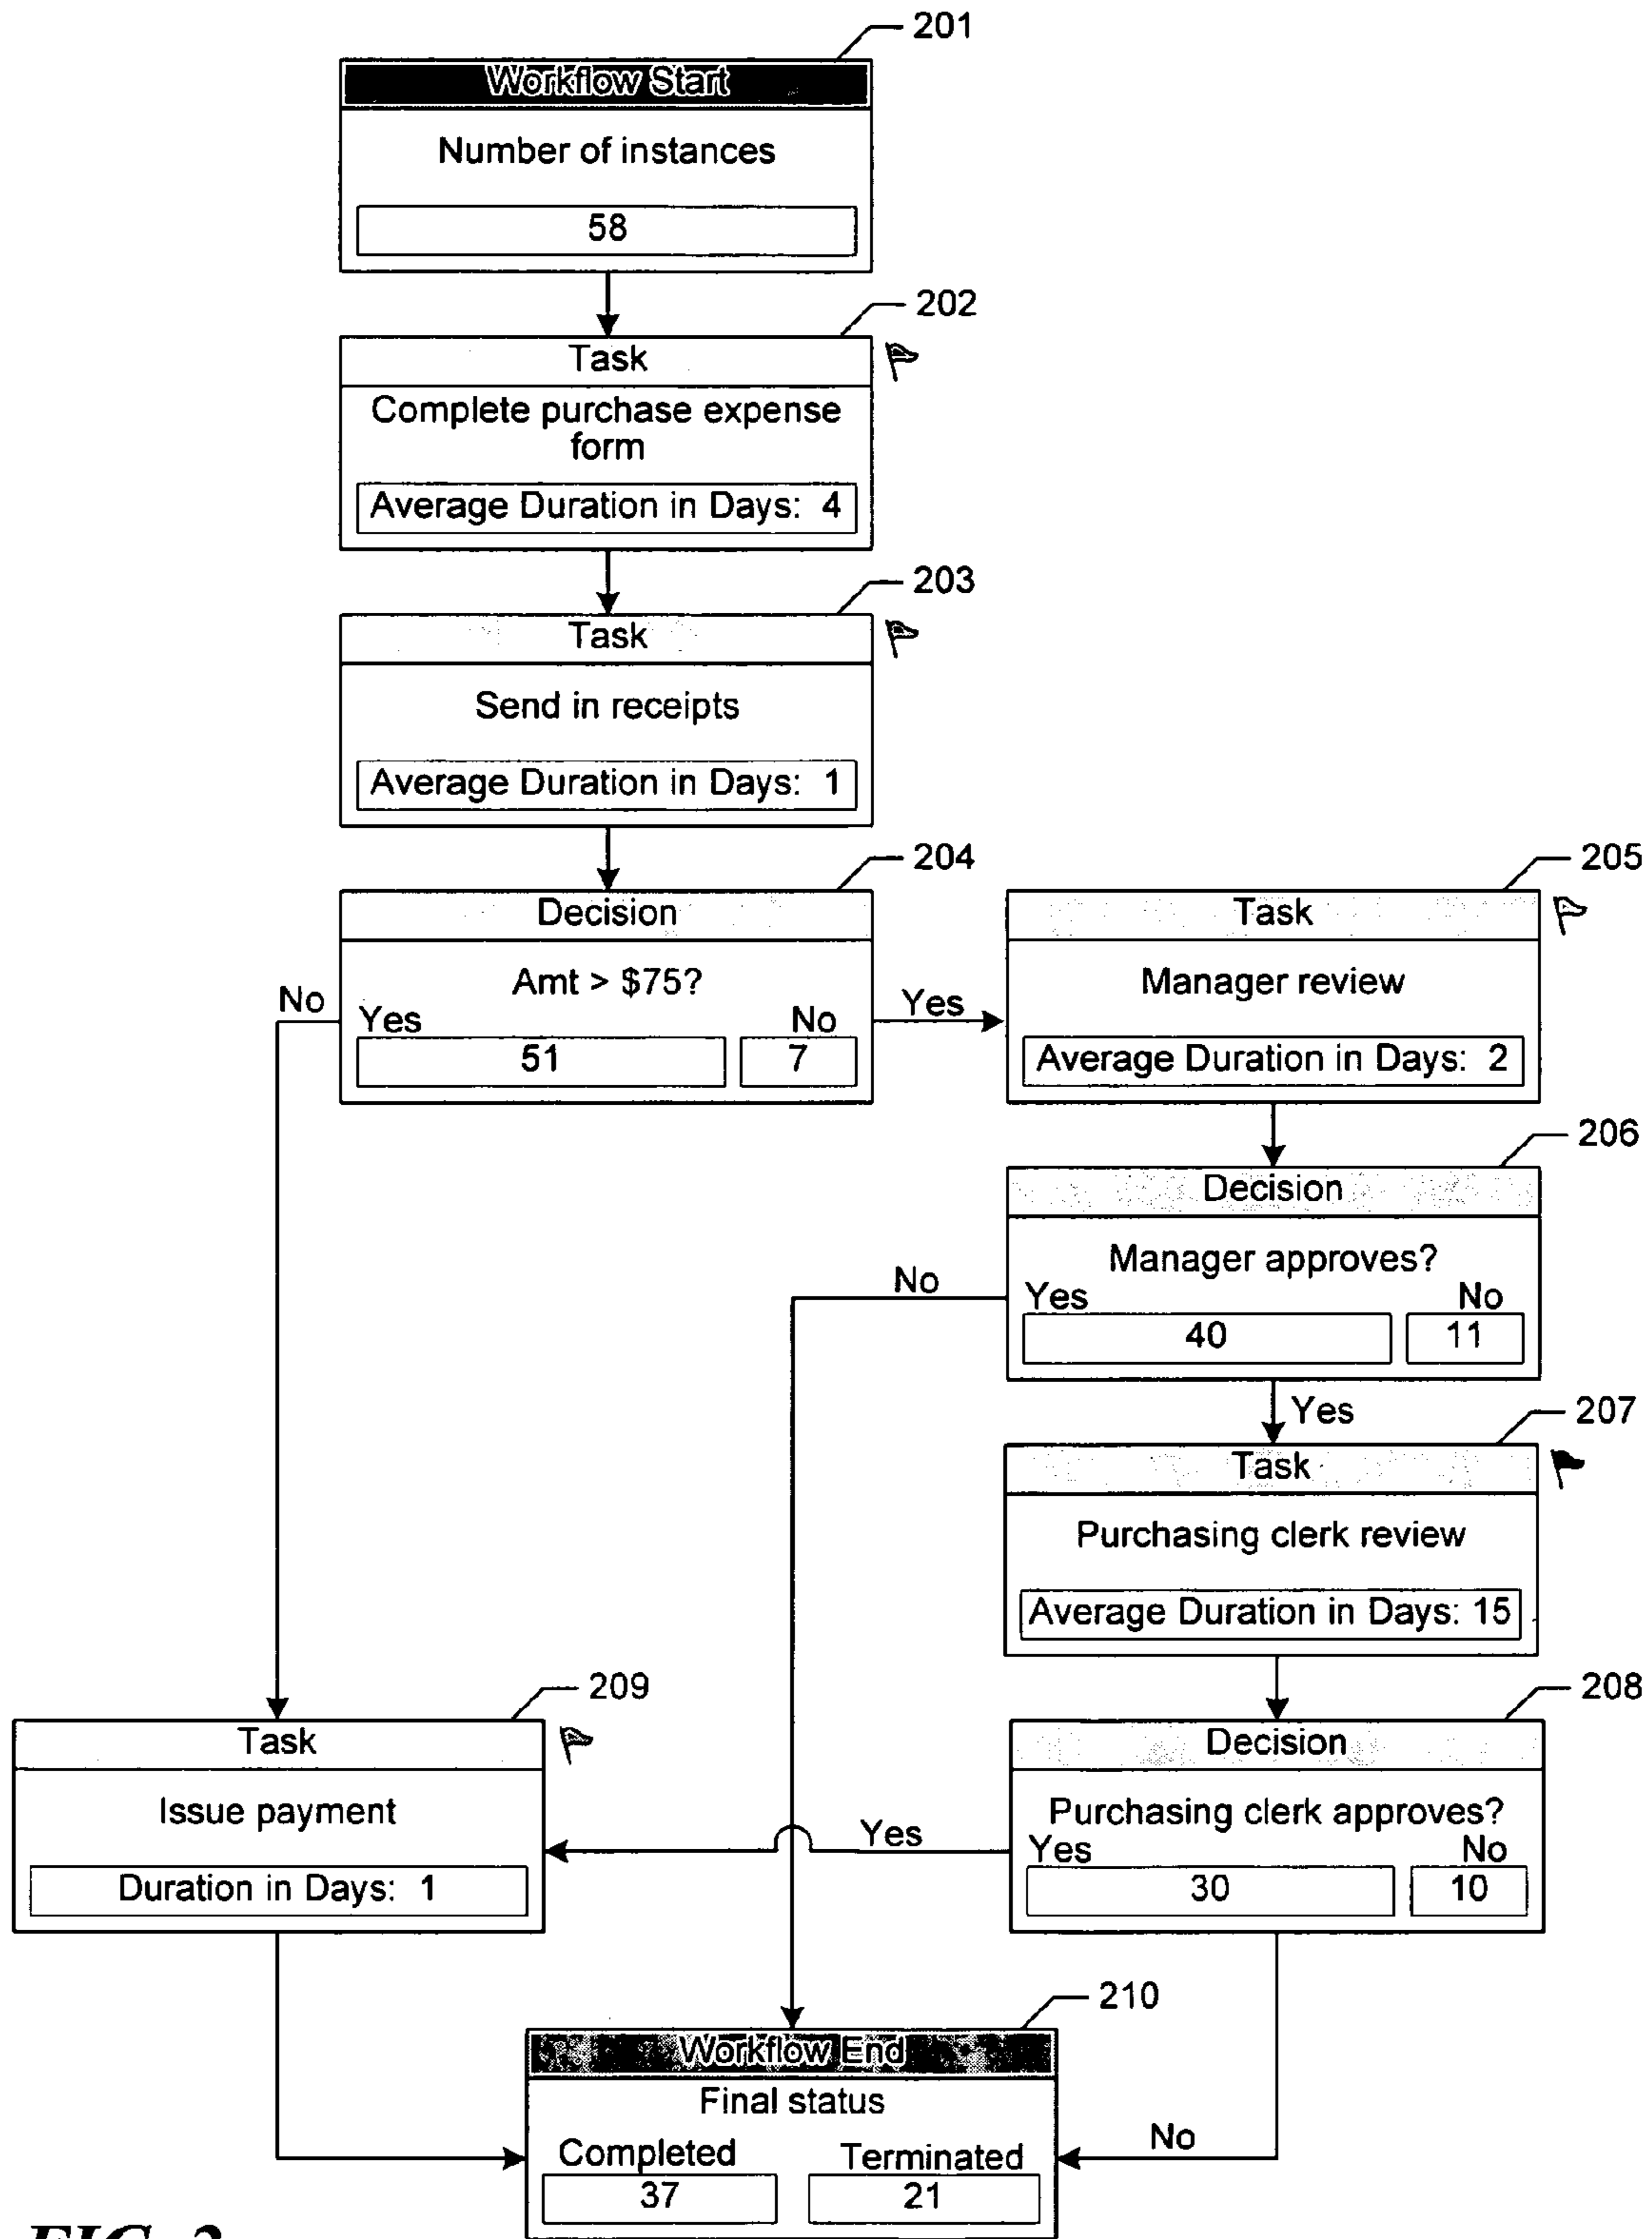 201
Workflow Start
Number of instances
58
202
Task
Complete purchase expense
form
Average Duration in Days: 4
203
Task
Send in receipts
Average Duration in Days: 1
204
Decision
Amt > $75?
Yes No
51 7
No
Yes
205
Task
Manager review
Average Duration in Days: 2
206
Decision
Manager approves?
Yes No
40 11
No
Yes
207
Task
Purchasing clerk review
Average Duration in Days: 15
208
Decision
Purchasing clerk approves?
Yes No
30 10
Yes
No
209
Task
Issue payment
Duration in Days: 1
210
Workflow End
Final status
Completed Terminated
37 21
FIG. 2